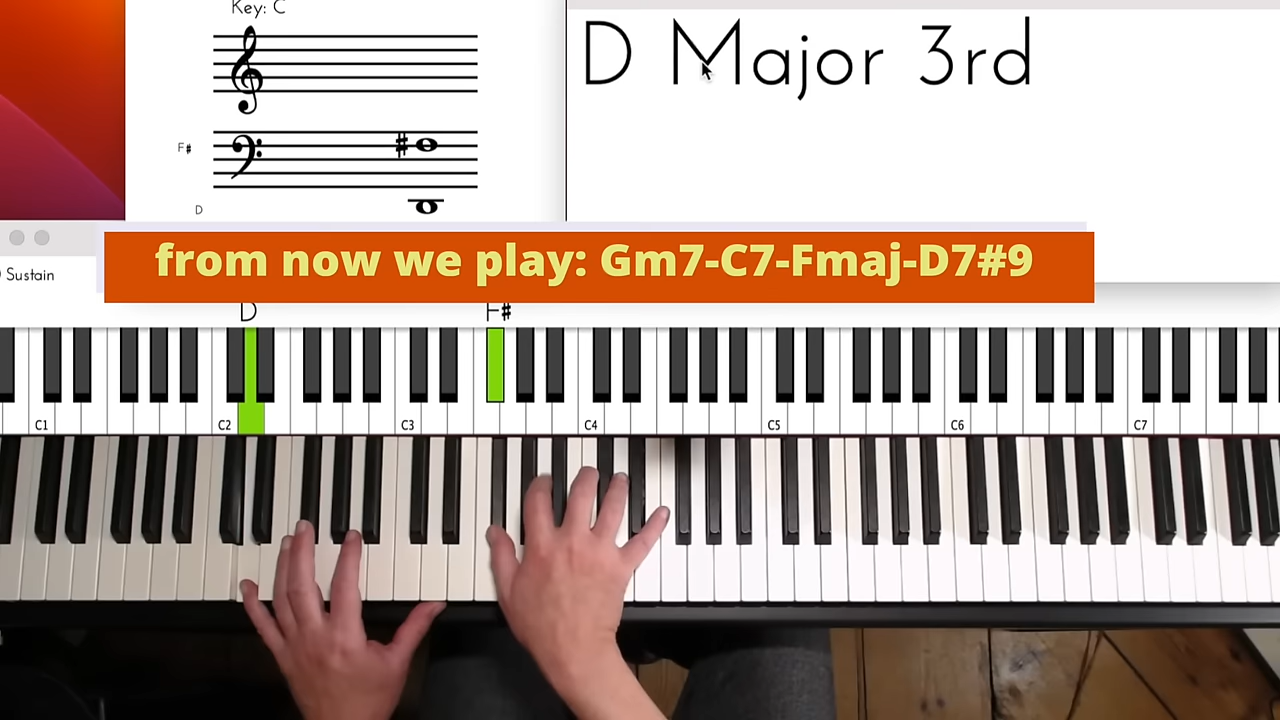 Key: C
D Major 3rd
F#
D
from now we play: Gm7-C7-Fmaj-D7#9
Sustain
D F#
C1 C2 C3 C4 C5 C6 C7